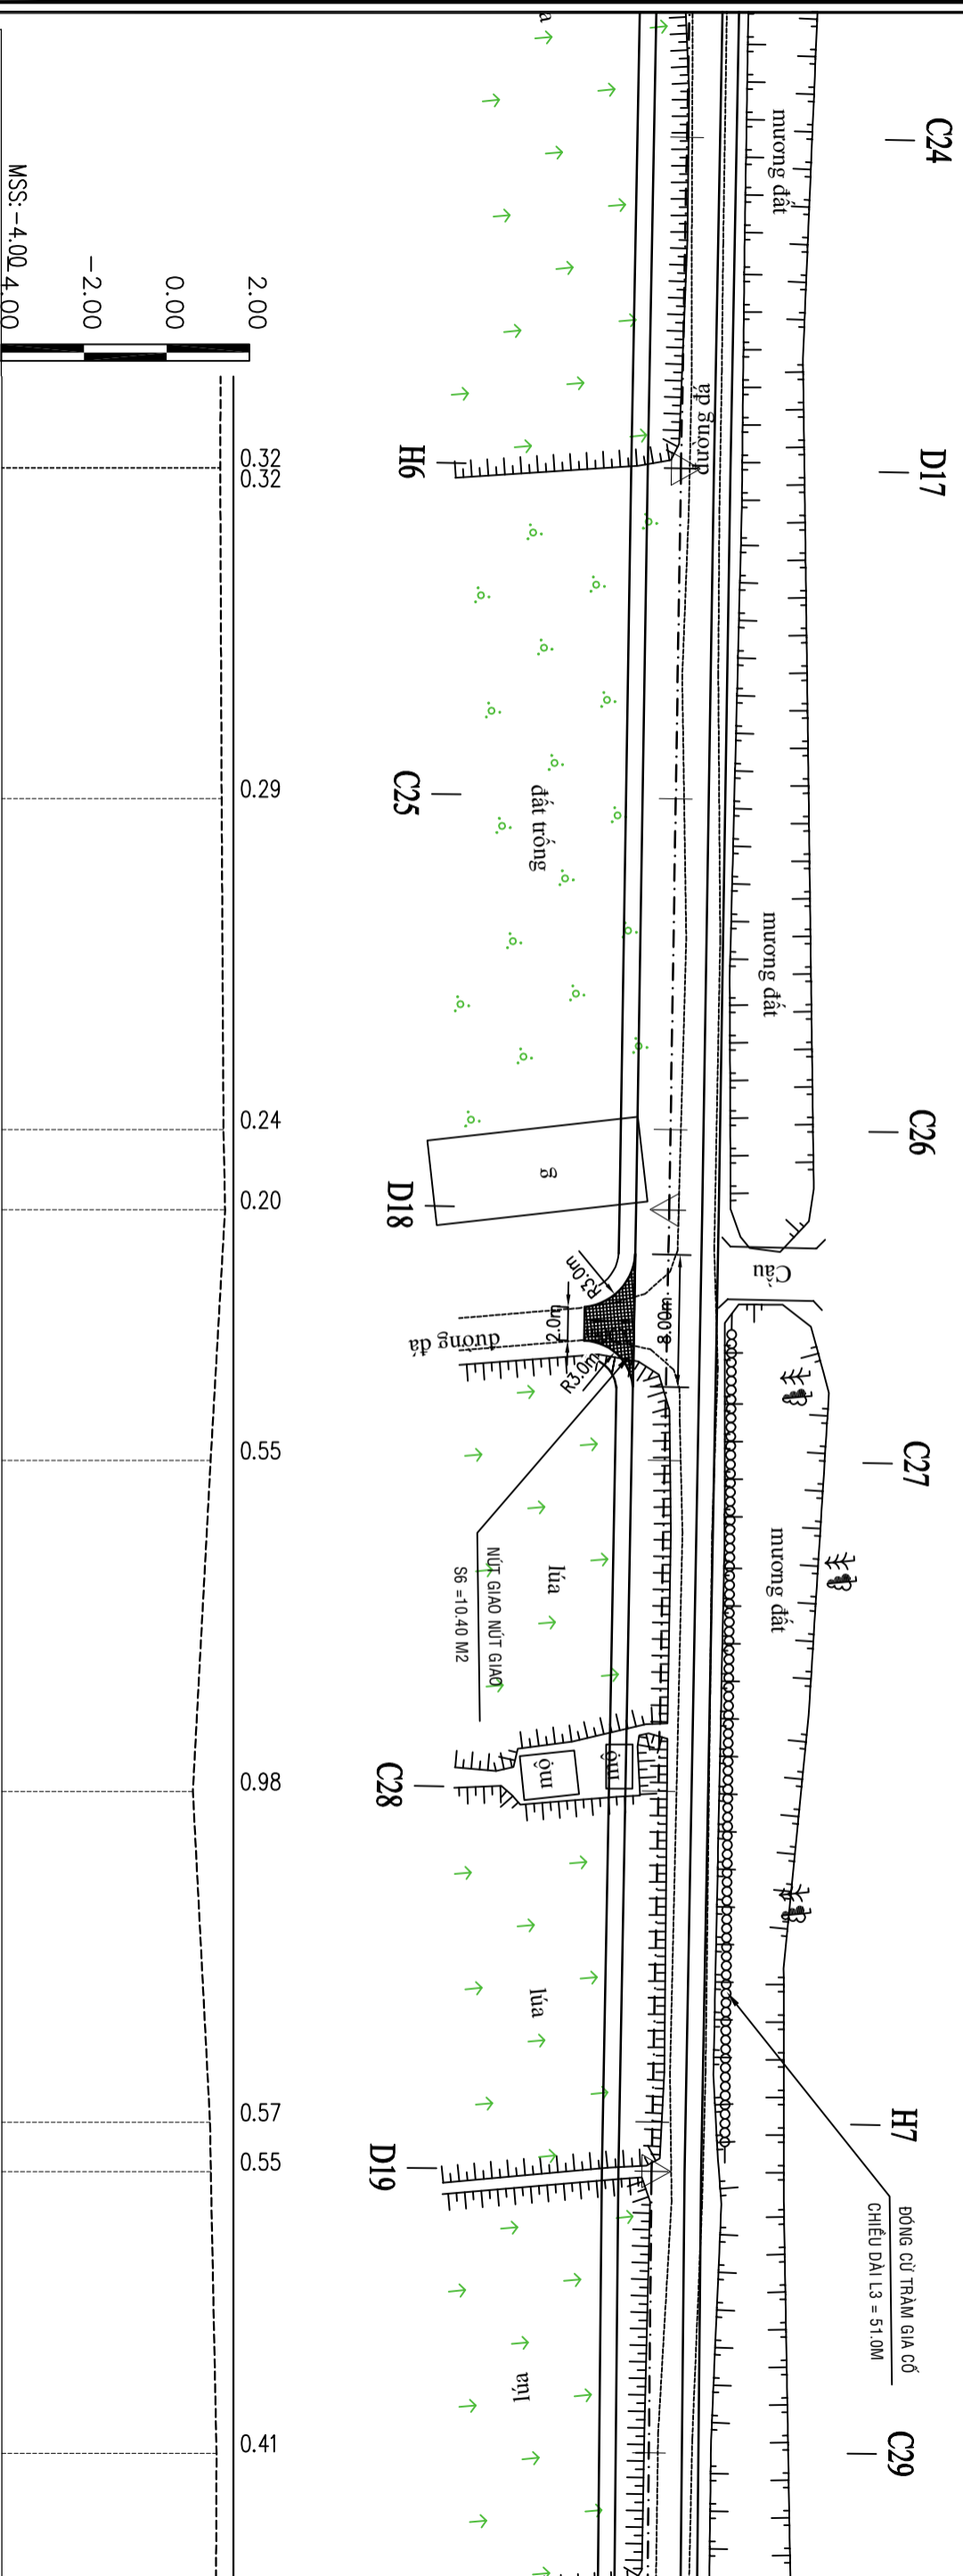 C24
D17
C26
C27
H7
C29
mương đất
mương đất
Cầu
mương đất
ĐÓNG CỪ TRÀM GIA CỐ
CHIỀU DÀI L3 = 51.0M
đường đá
8.00m
R3.0m
2.0m
R3.0m
đường đá
a
H6
C25
đất trống
g
D18
lúa
NÚT GIAO NÚT GIAO
S6 =10.40 M2
mộ
mộ
C28
lúa
D19
lúa
2.00
0.00
-2.00
-4.00
MSS:-4.00
0.32
0.32
0.29
0.24
0.20
0.55
0.98
0.57
0.55
0.41